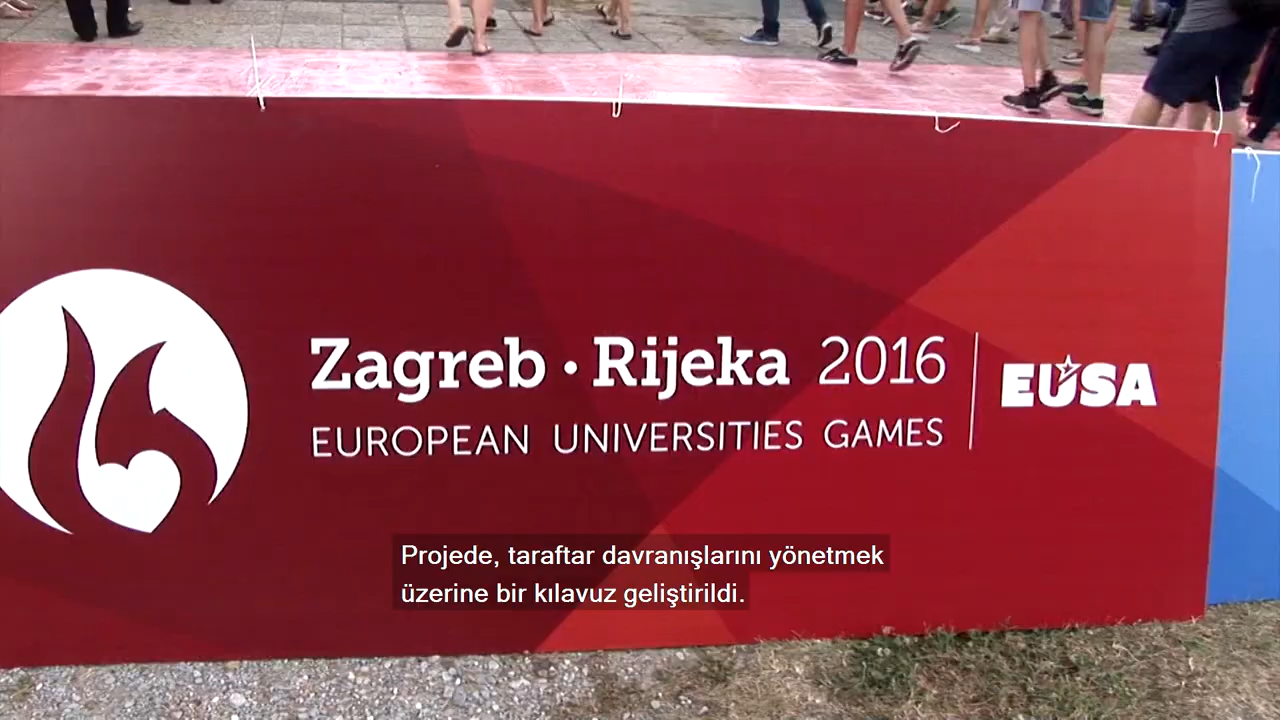 Zagreb · Rijeka 2016
EUROPEAN UNIVERSITIES GAMES
EUSA
Projede, taraftar davranışlarını yönetmek
üzerine bir kılavuz geliştirildi.